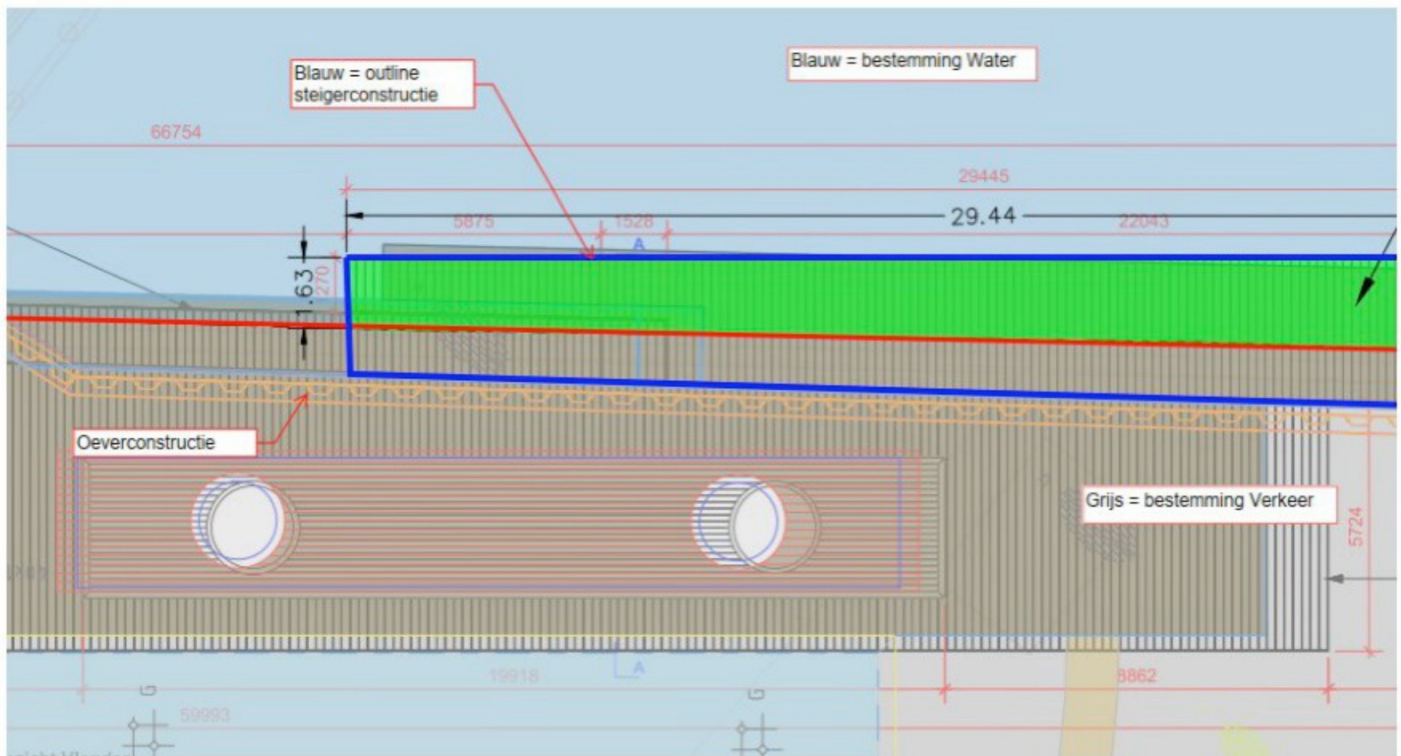 Blauw = outline
steigerconstructie
Blauw = bestemming Water
66754
29445
29.44
5875
1528
22043
A
1.63
270
Oeverconstructie
Grijs = bestemming Verkeer
5724
A
19918
8862
G
G
59993